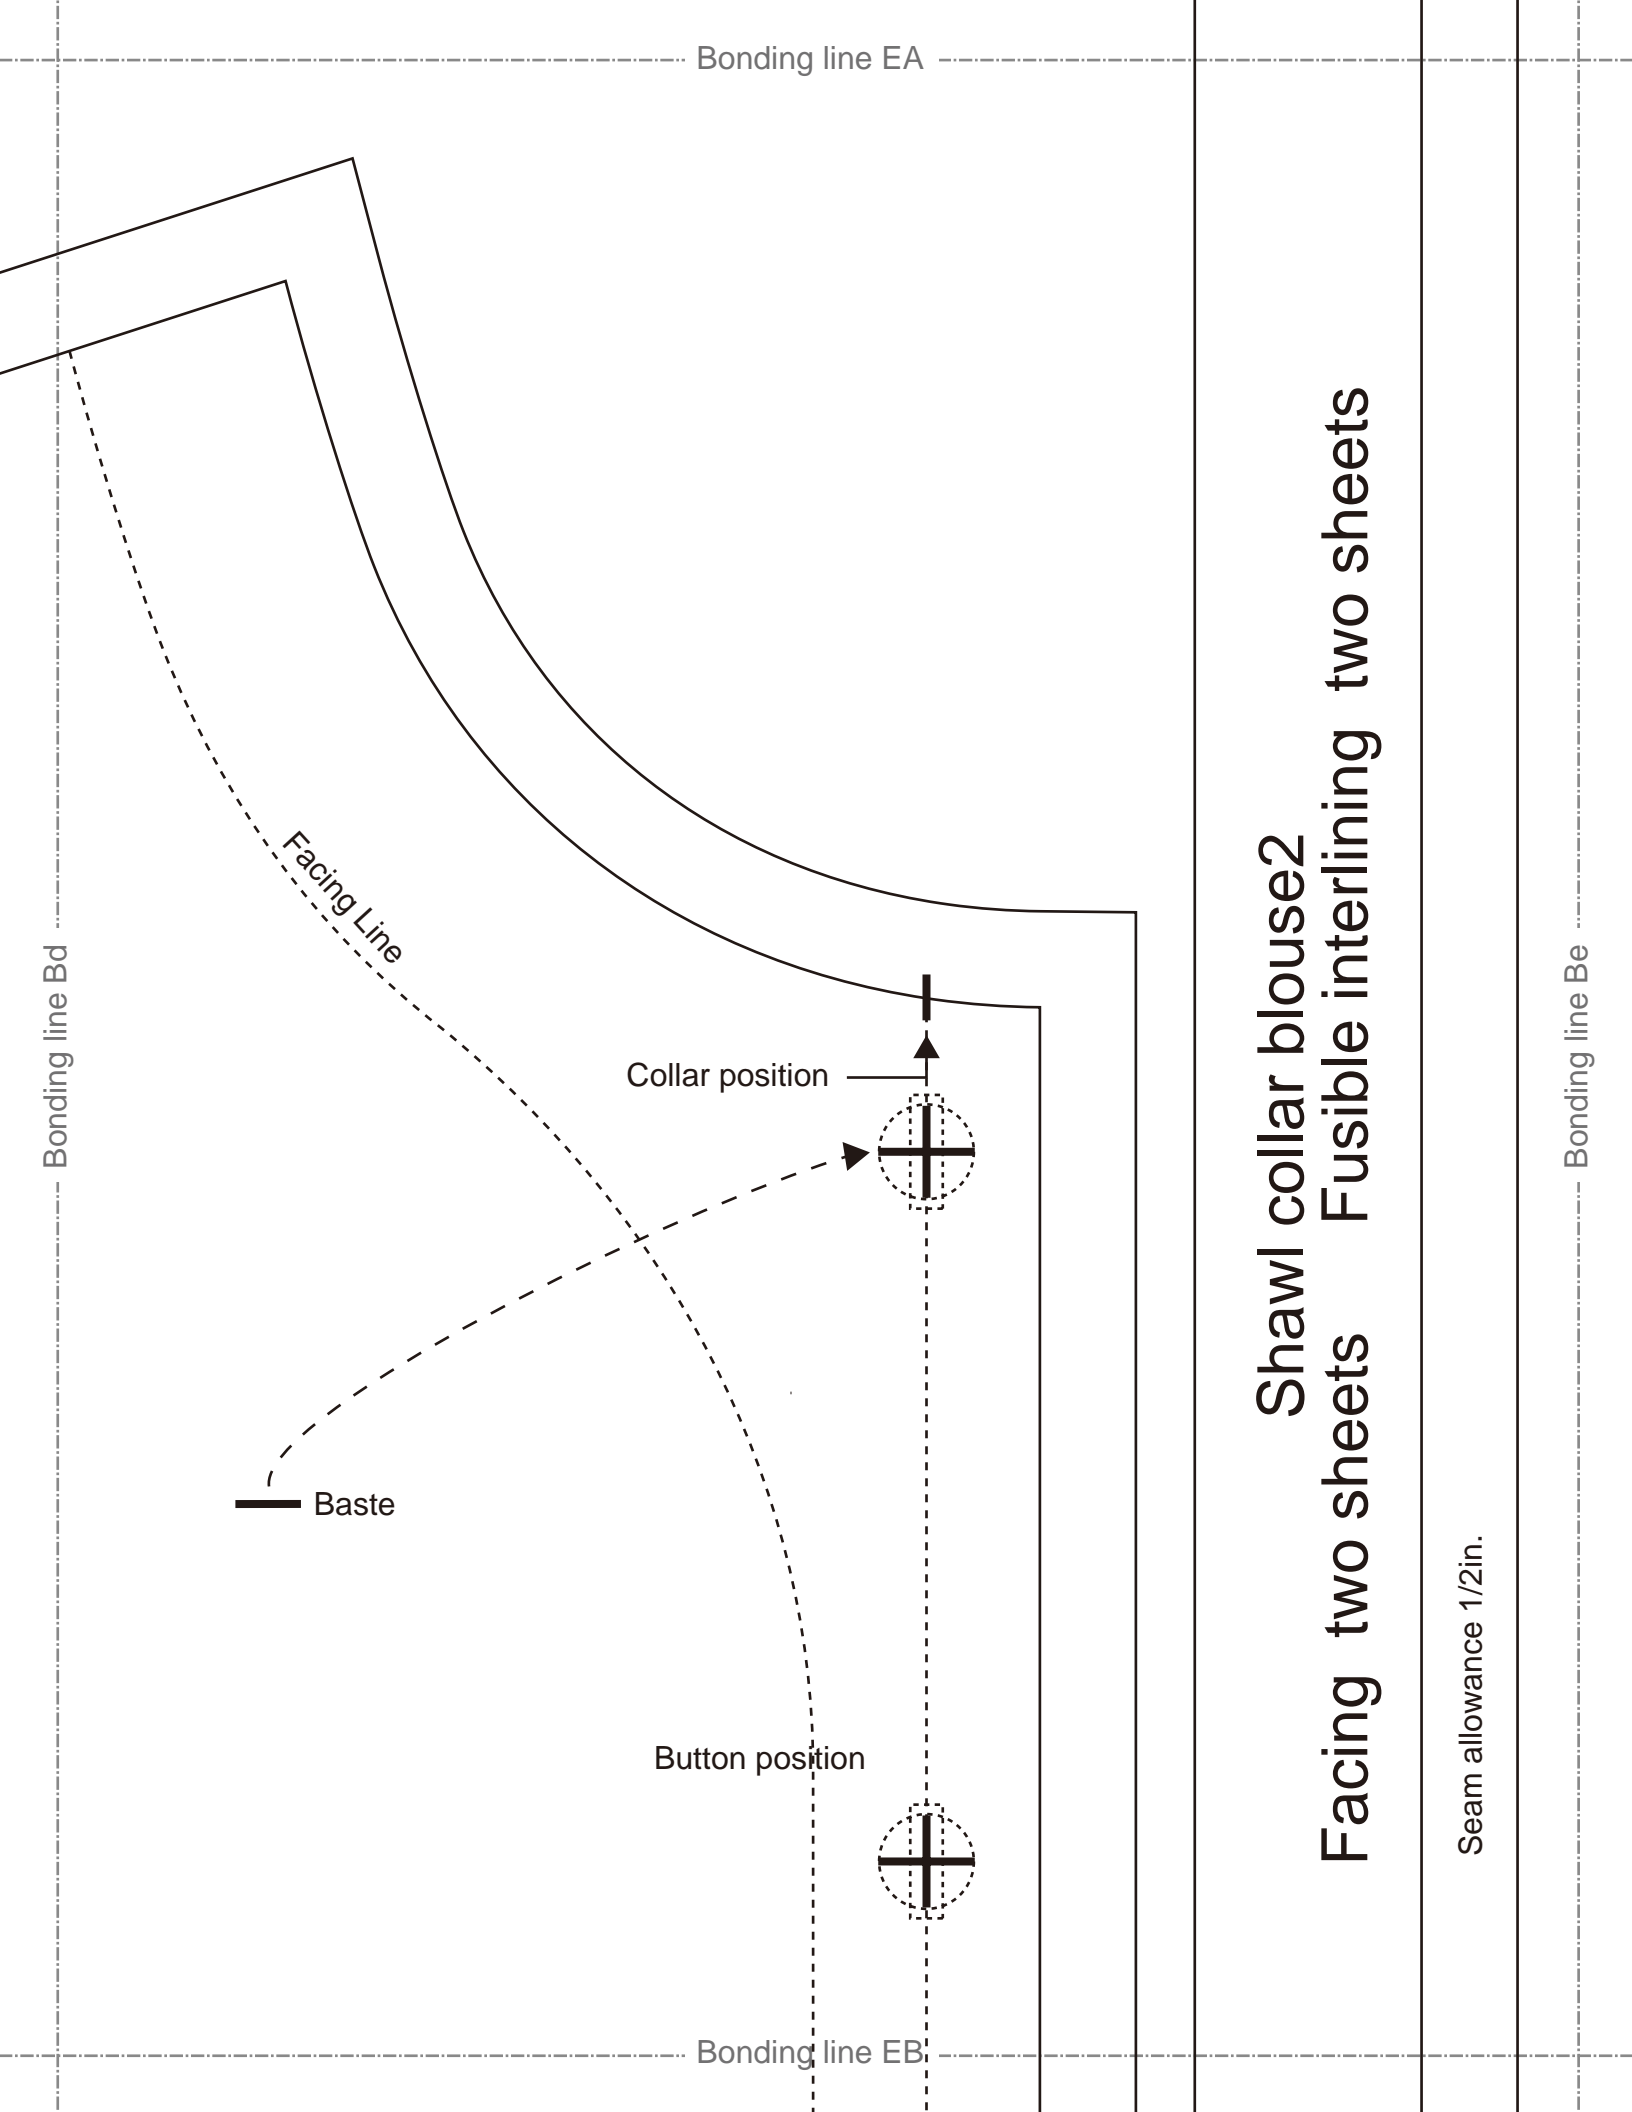 Bonding line EA
Facing Line
Bonding line Bd
Collar position
Baste
Button position
Shawl collar blouse2
Facing two sheets Fusible interlining two sheets
Seam allowance 1/2in.
Bonding line Be
Bonding line EB